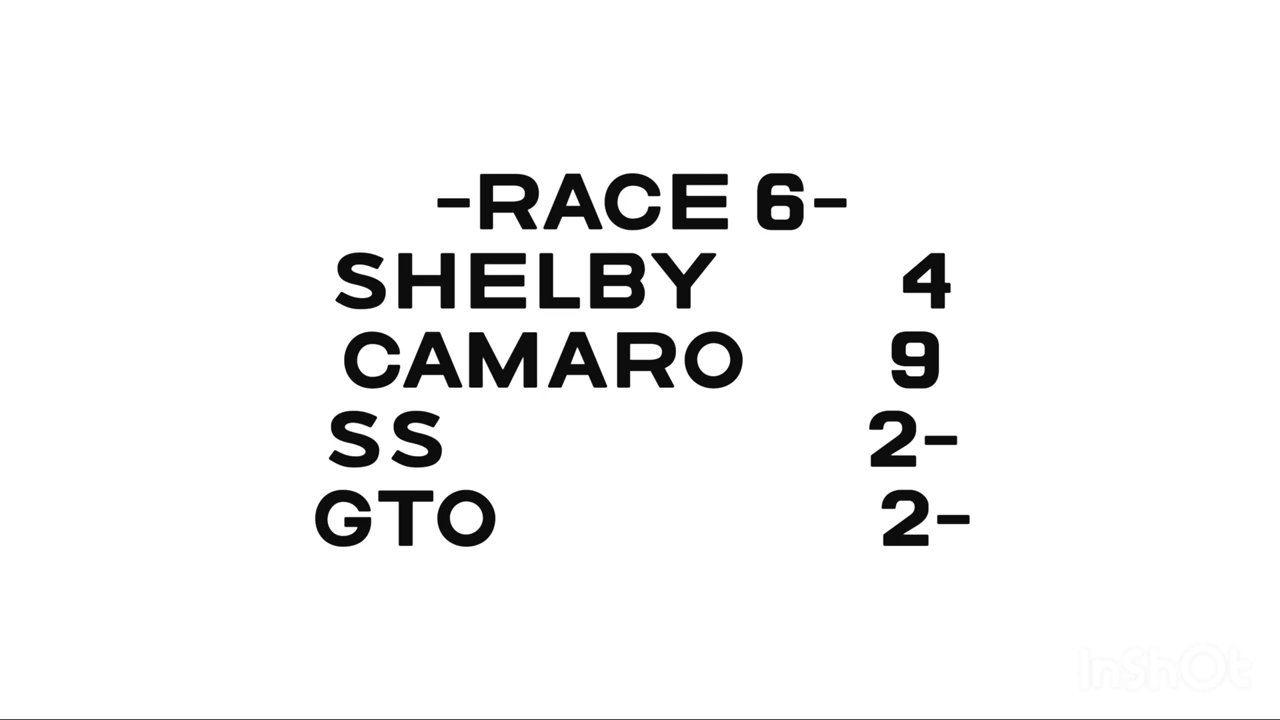 -RACE 6-
SHELBY 4
CAMARO 9
SS 2-
GTO 2-
InShOt